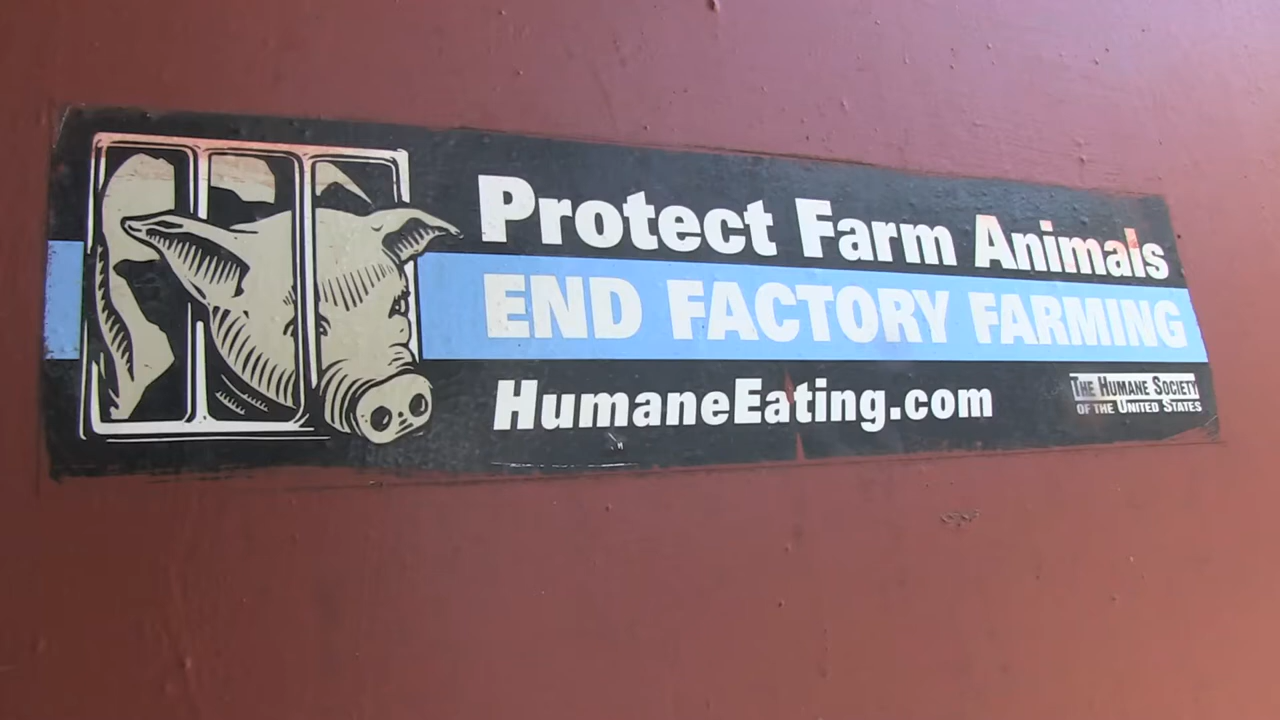 Protect Farm Animals
END FACTORY FARMING
HumaneEating.com
THE HUMANE SOCIETY
OF THE UNITED STATES